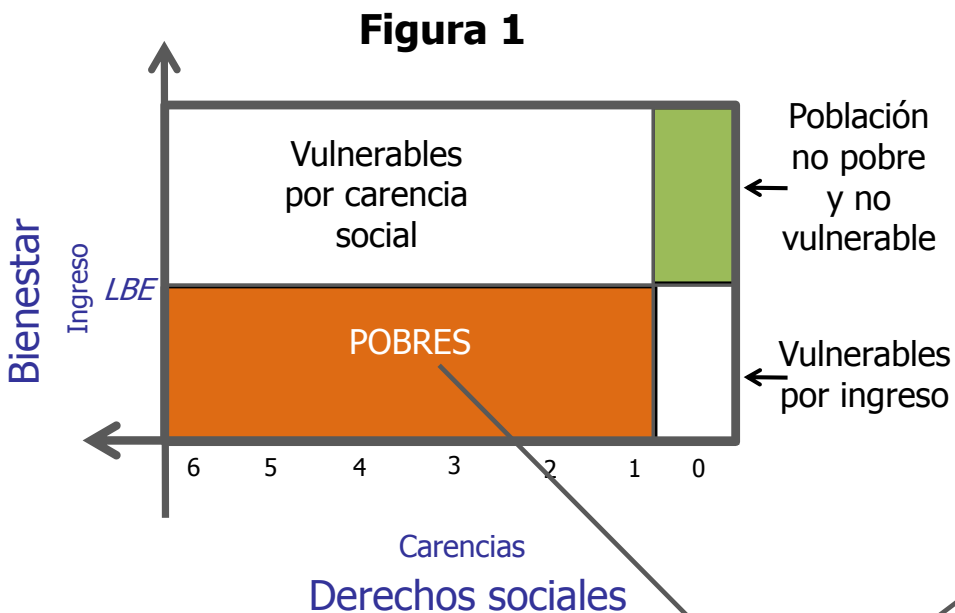 Figura 1
Vulnerables
por carencia
social
Población
no pobre
y no
vulnerable
Bienestar
Ingreso
LBE
POBRES
Vulnerables
por ingreso
6 5 4 3 2 1 0
Carencias
Derechos sociales